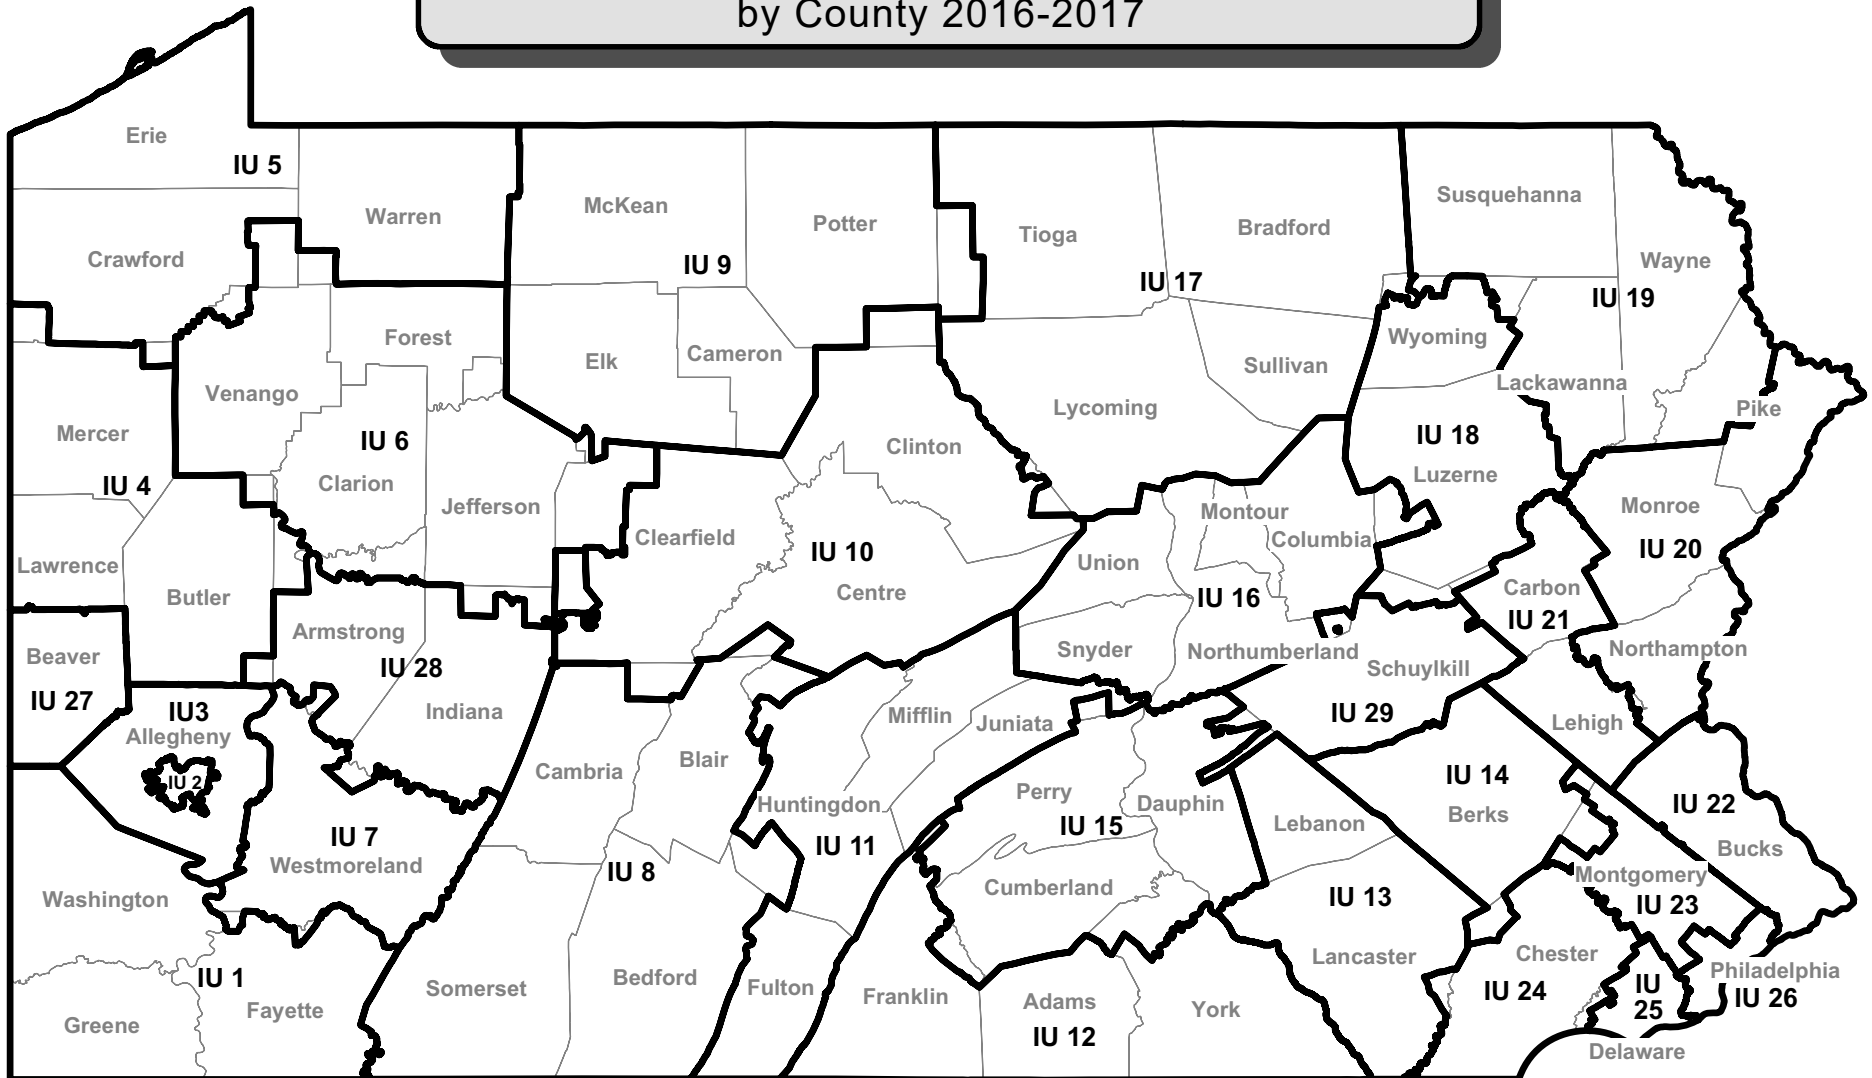 by County 2016-2017
Erie
IU 5
Warren
McKean
Potter
Tioga
Bradford
Susquehanna
Wayne
Crawford
IU 9
IU 17
IU 19
Forest
Elk
Cameron
Sullivan
Wyoming
Lackawanna
Venango
Lycoming
Pike
Mercer
IU 6
Clinton
IU 18
IU 4
Clarion
Luzerne
Jefferson
Clearfield
Montour
Monroe
Columbia
IU 20
Lawrence
IU 10
Union
Butler
Centre
IU 16
Carbon
IU 21
Armstrong
Beaver
IU 28
Snyder
Northumberland
Schuylkill
Northampton
IU 27
IU3
Allegheny
Indiana
Mifflin
Juniata
IU 29
Lehigh
IU 2
Cambria
Blair
Perry
Dauphin
IU 14
Berks
IU 22
Huntingdon
IU 15
Lebanon
IU 7
Westmoreland
IU 11
Bucks
IU 8
Cumberland
Montgomery
IU 23
Washington
IU 13
Lancaster
Chester
IU 1
Fayette
Somerset
Bedford
Fulton
Franklin
Adams
York
IU 24
IU
25
Philadelphia
IU 26
Greene
IU 12
Delaware